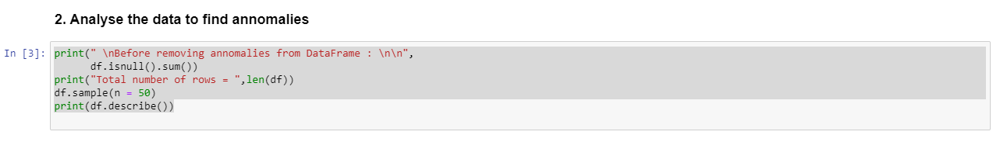 2. Analyse the data to find annomalies
In [3]: print(" \nBefore removing annomalies from DataFrame : \n\n",
df.isnull().sum())
print("Total number of rows = ",len(df))
df.sample(n = 50)
print(df.describe())